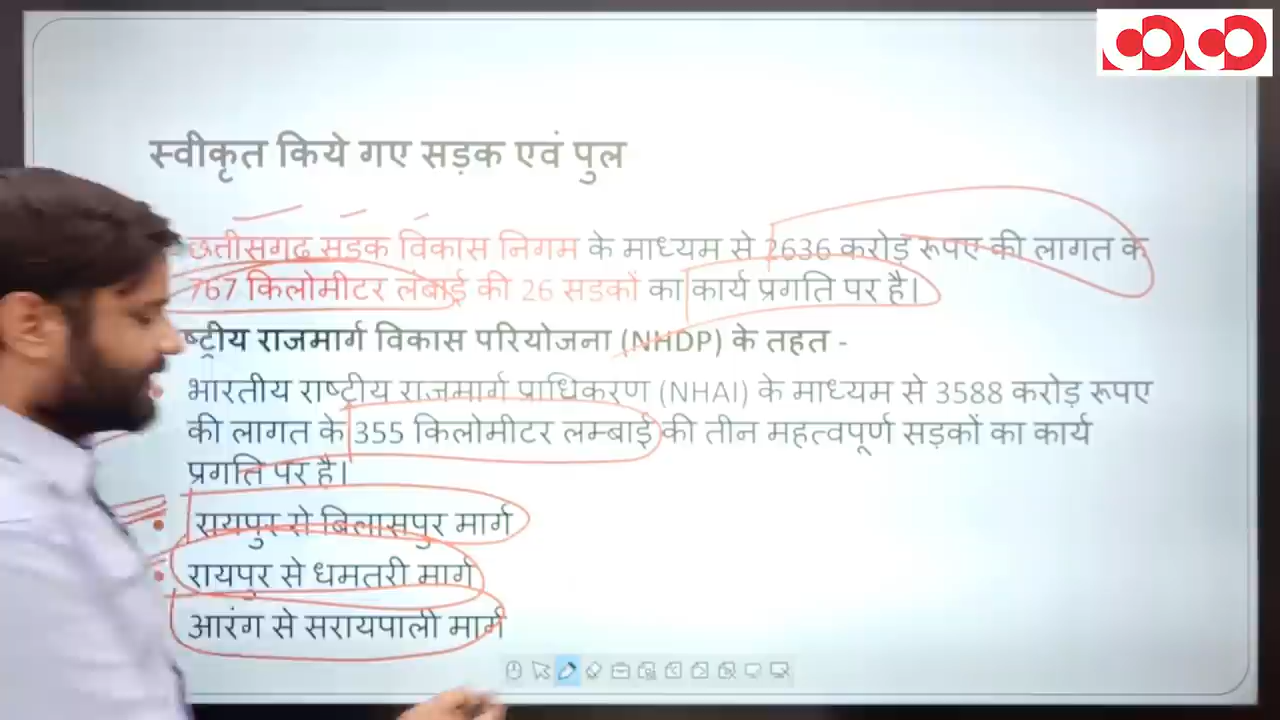 स्वीकृत किये गए सड़क एवं पुल
छतीसगढ सडक विकास निगम के माध्यम से 2636 करोड़ रूपए की लागत के
767 किलोमीटर लंबाई की 26 सडकों का कार्य प्रगति पर है।
ष्ट्रीय राजमार्ग विकास परियोजना (NHDP) के तहत -
भारतीय राष्ट्रीय राजमार्ग प्राधिकरण (NHAI) के माध्यम से 3588 करोड़ रूपए
की लागत के 355 किलोमीटर लम्बाई की तीन महत्वपूर्ण सड़कों का कार्य
प्रगति पर है।
रायपुर से बिलासपुर मार्ग
रायपुर से धमतरी मार्ग
आरंग से सरायपाली मार्ग